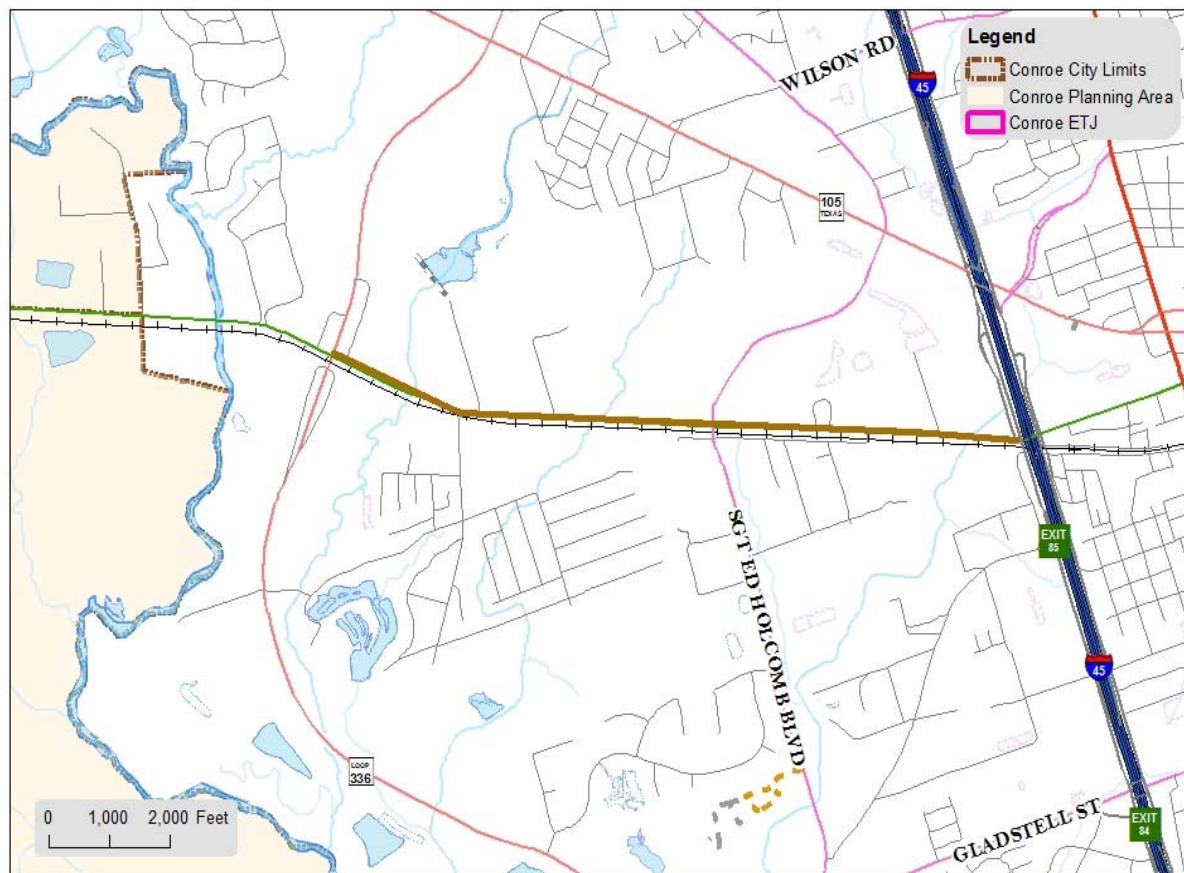 Legend
Conroe City Limits
Conroe Planning Area
Conroe ETJ
WILSON RD
45
105
TEXAS
EXIT
85
SGT ED HOLCOMB BLVD
45
LOOP
336
0 1,000 2,000 Feet
GLADSTELL ST
EXIT
84